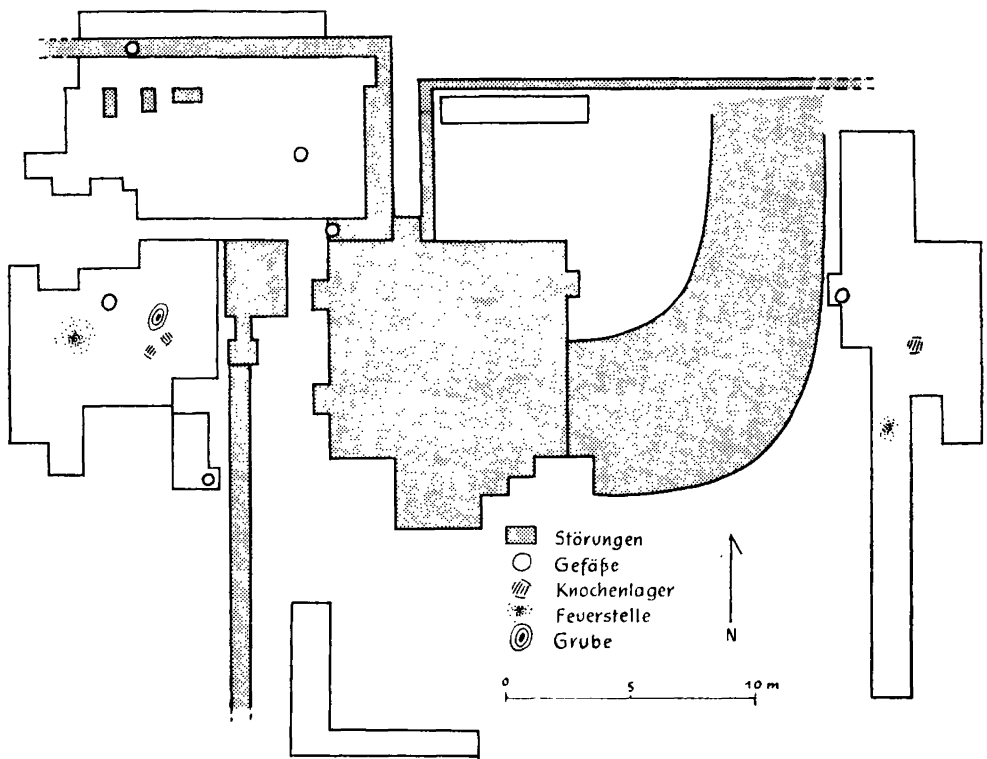 Störungen
Gefäße
Knochenlager
Feuerstelle
Grube
N
0 5 10 m